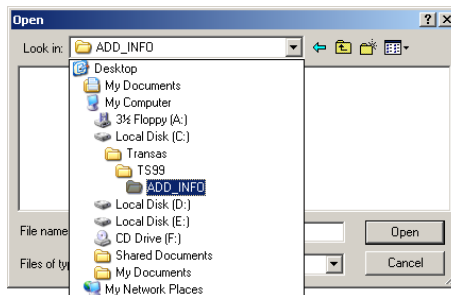 Open
Look in: ADD_INFO
Desktop
My Documents
My Computer
3½ Floppy (A:)
Local Disk (C:)
Transas
TS99
ADD_INFO
Local Disk (D:)
Local Disk (E:)
File name Open
CD Drive (F:)
Shared Documents
Files of ty Cancel
My Documents
My Network Places